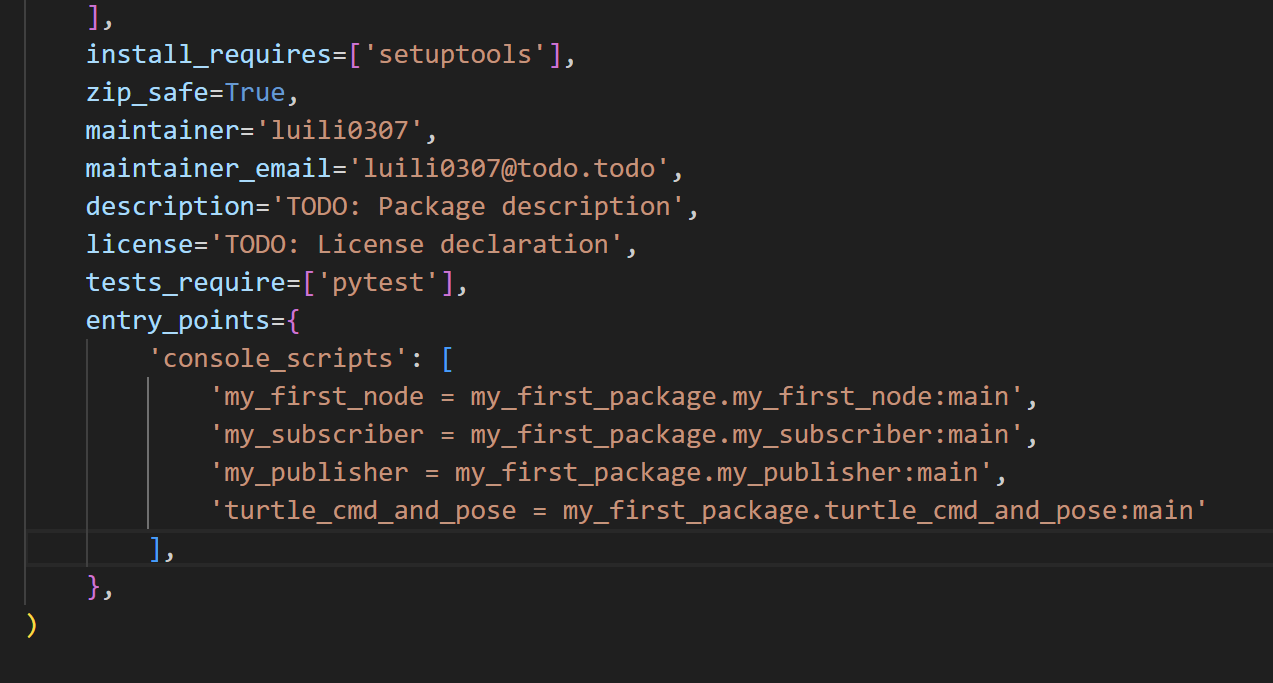 ],
install_requires=['setuptools'],
zip_safe=True,
maintainer='luili0307',
maintainer_email='luili0307@todo.todo',
description='TODO: Package description',
license='TODO: License declaration',
tests_require=['pytest'],
entry_points={
'console_scripts': [
'my_first_node = my_first_package.my_first_node:main',
'my_subscriber = my_first_package.my_subscriber:main',
'my_publisher = my_first_package.my_publisher:main',
'turtle_cmd_and_pose = my_first_package.turtle_cmd_and_pose:main'
],
},
)